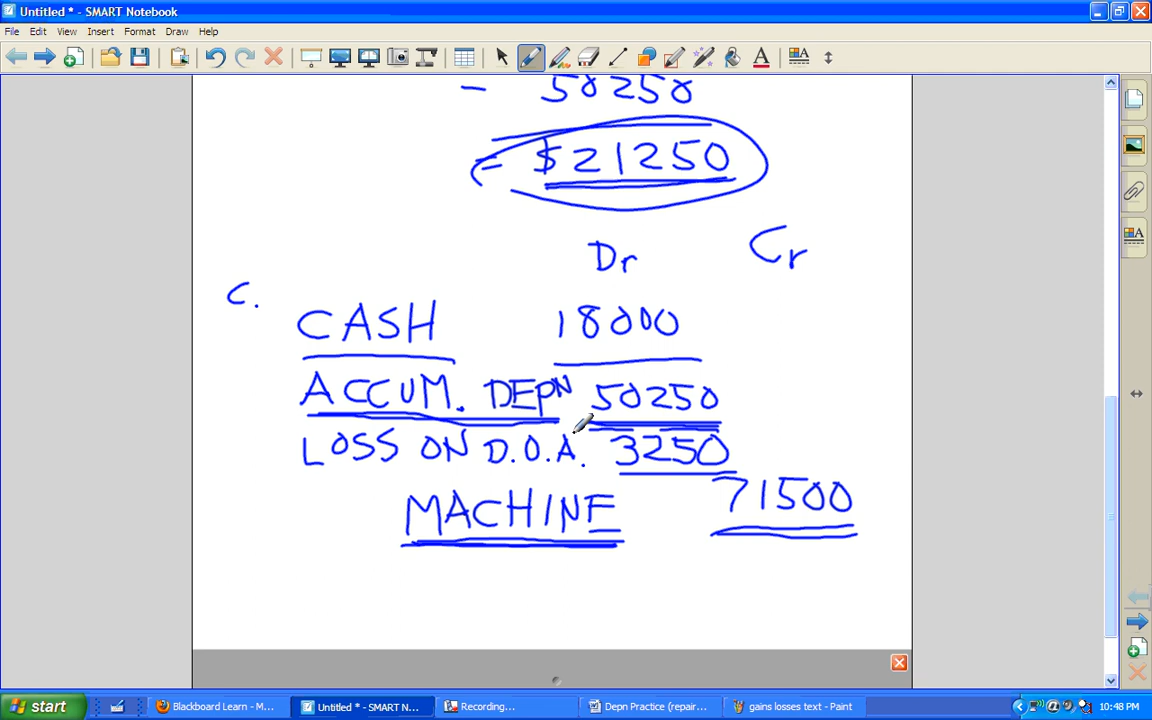 Untitled * - SMART Notebook
File Edit View Insert Format Draw Help
- 50250
= $21250
Dr Cr
c.
CASH 18000
ACCUM. DEPN 50250
LOSS ON D.O.A. 3250
MACHINE 71500
start Blackboard Learn - M... Untitled * - SMART N... Recording... Depn Practice (repair... gains losses text - Paint 10:48 PM